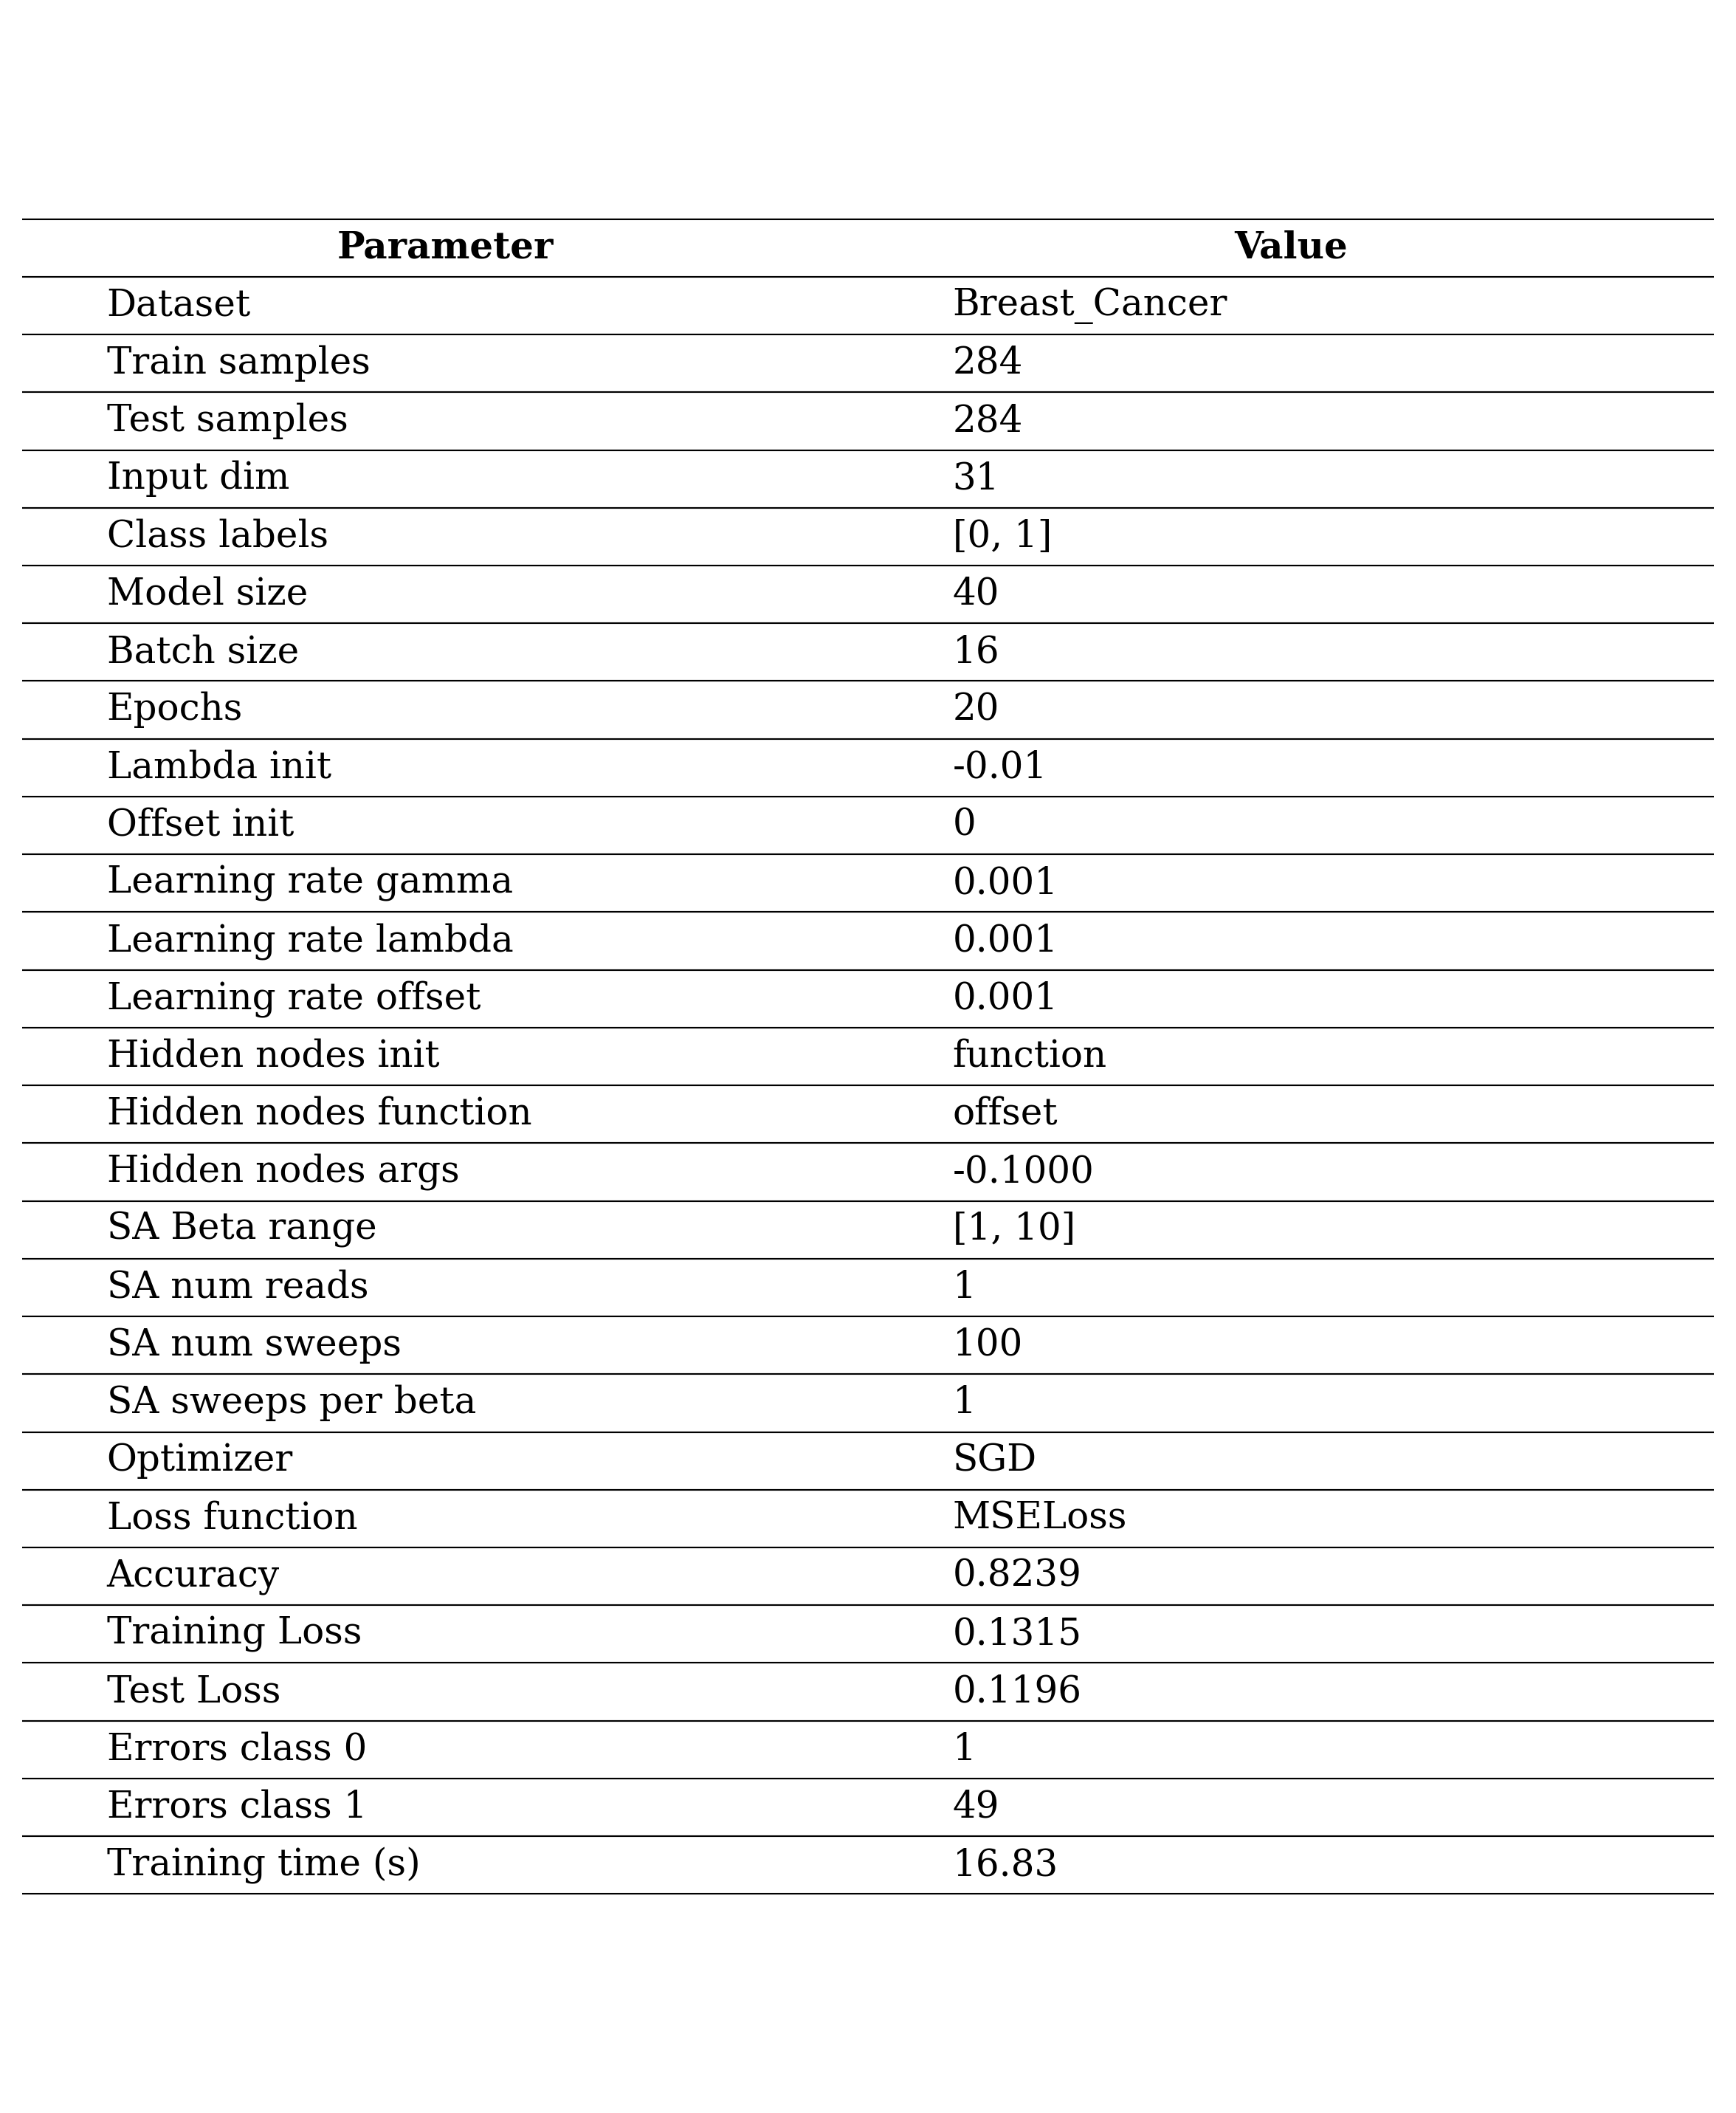 Parameter Value
Dataset Breast_Cancer
Train samples 284
Test samples 284
Input dim 31
Class labels [0, 1]
Model size 40
Batch size 16
Epochs 20
Lambda init -0.01
Offset init 0
Learning rate gamma 0.001
Learning rate lambda 0.001
Learning rate offset 0.001
Hidden nodes init function
Hidden nodes function offset
Hidden nodes args -0.1000
SA Beta range [1, 10]
SA num reads 1
SA num sweeps 100
SA sweeps per beta 1
Optimizer SGD
Loss function MSELoss
Accuracy 0.8239
Training Loss 0.1315
Test Loss 0.1196
Errors class 0 1
Errors class 1 49
Training time (s) 16.83